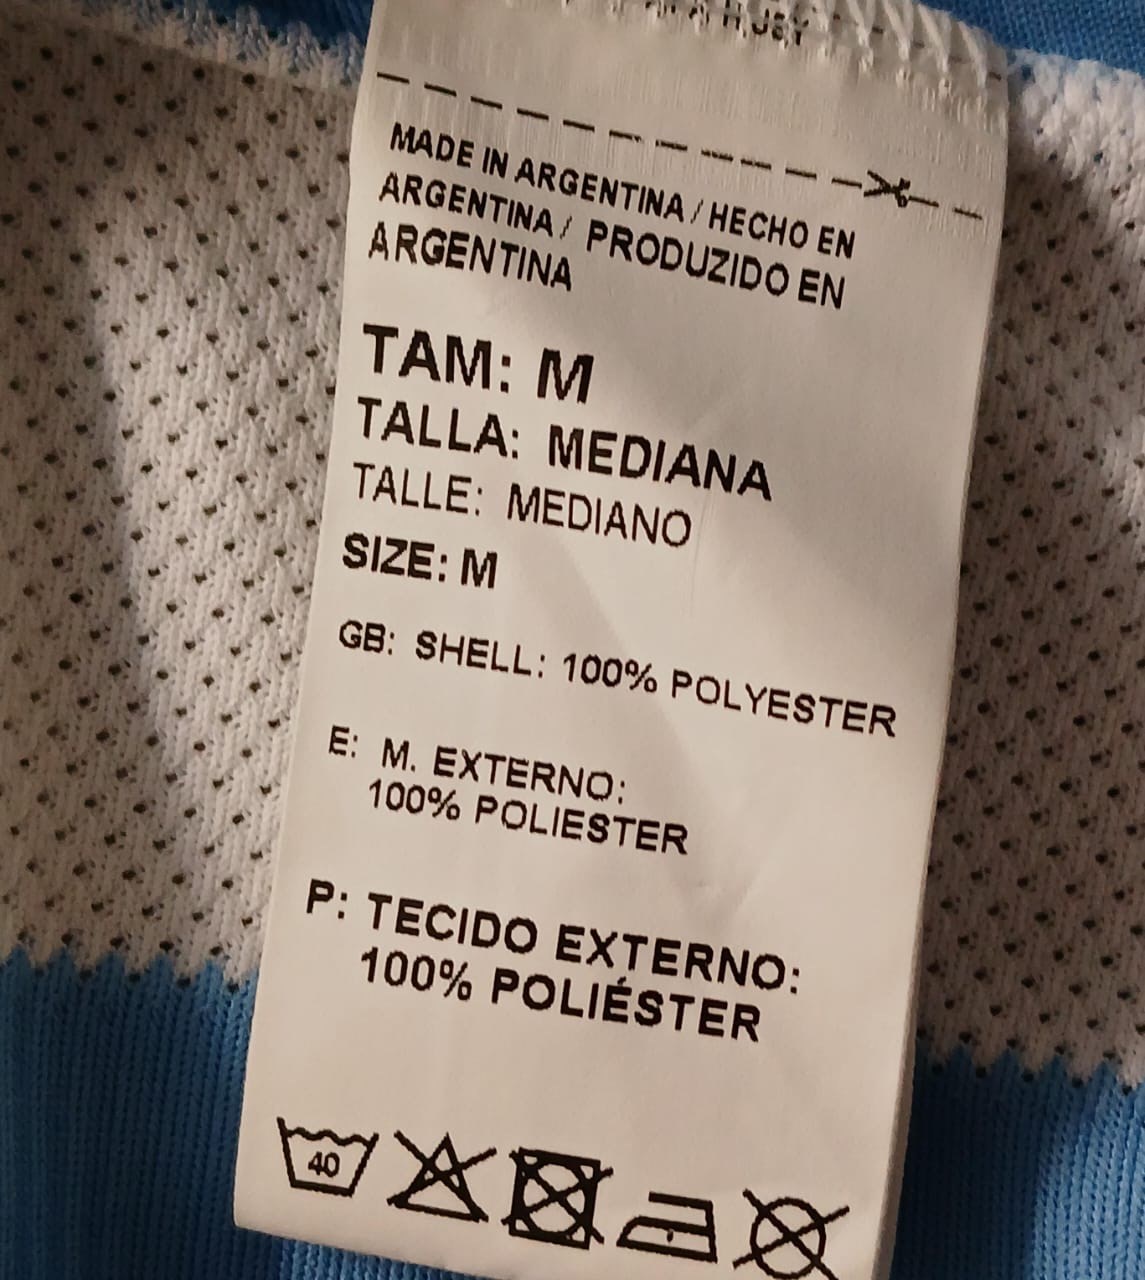 H JSY
MADE IN ARGENTINA / HECHO EN
ARGENTINA / PRODUZIDO EN
ARGENTINA
TAM: M
TALLA: MEDIANA
TALLE: MEDIANO
SIZE: M
GB: SHELL: 100% POLYESTER
E: M. EXTERNO:
100% POLIESTER
P: TECIDO EXTERNO:
100% POLIÉSTER
40